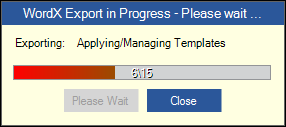 WordX Export in Progress - Please wait ...
Exporting: Applying/Managing Templates
6\15
Please Wait Close